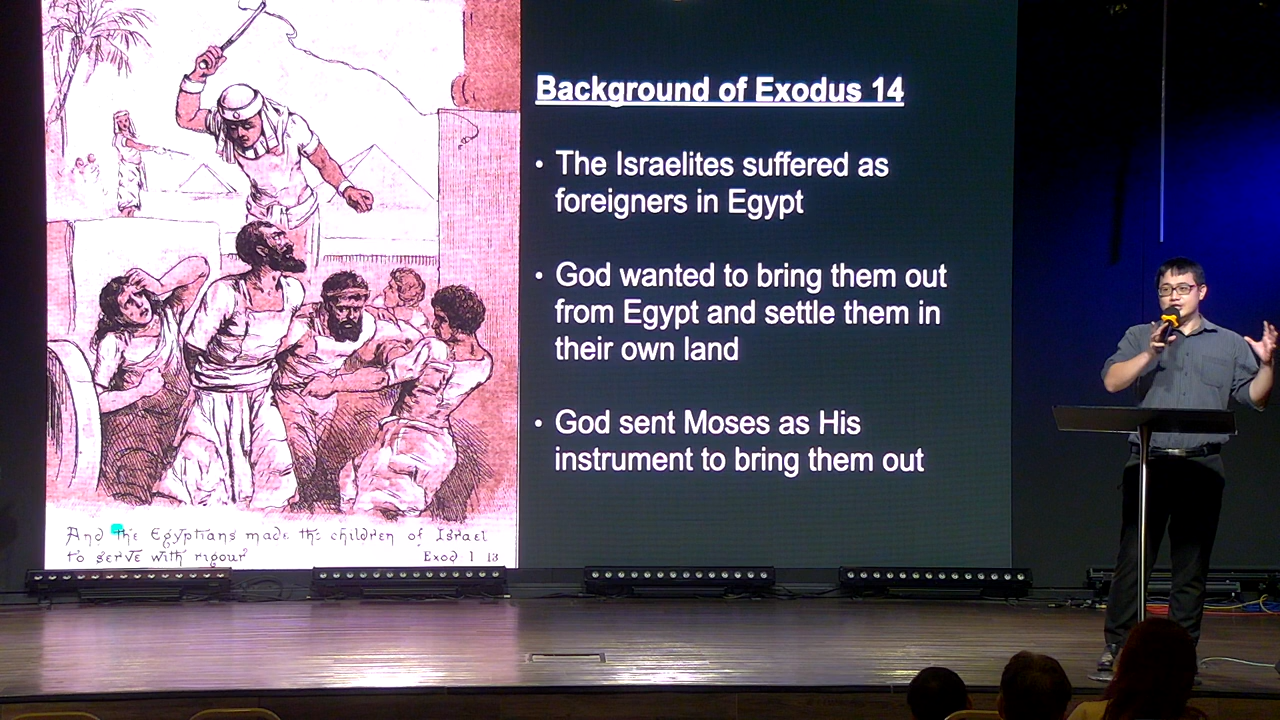 Background of Exodus 14
• The Israelites suffered as
foreigners in Egypt
• God wanted to bring them out
from Egypt and settle them in
their own land
• God sent Moses as His
instrument to bring them out
And the Egyptians made the children of Israel
to serve with rigour Exod 1 13